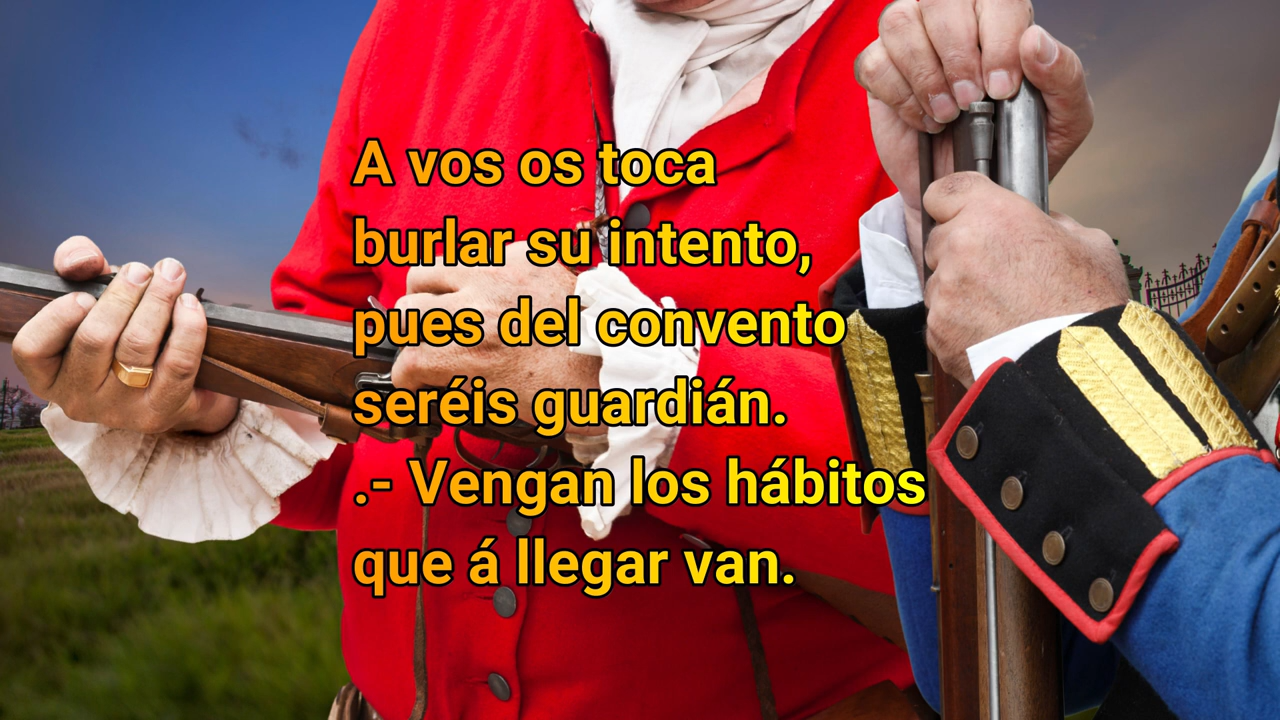 A vos os toca
burlar su intento,
pues del convento
seréis guardián.
.- Vengan los hábitos
que á llegar van.